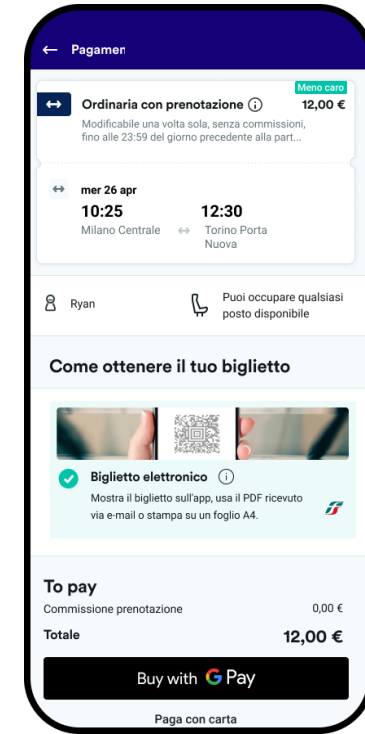 ← Pagamen
Meno caro
Ordinaria con prenotazione 12,00 €
Modificabile una volta sola, senza commissioni,
fino alle 23:59 del giorno precedente alla part...
mer 26 apr
10:25 12:30
Milano Centrale ↔ Torino Porta
Nuova
Ryan
Puoi occupare qualsiasi
posto disponibile
Come ottenere il tuo biglietto
Biglietto elettronico
Mostra il biglietto sull'app, usa il PDF ricevuto
via e-mail o stampa su un foglio A4.
To pay
Commissione prenotazione 0,00 €
Totale 12,00 €
Buy with G Pay
Paga con carta